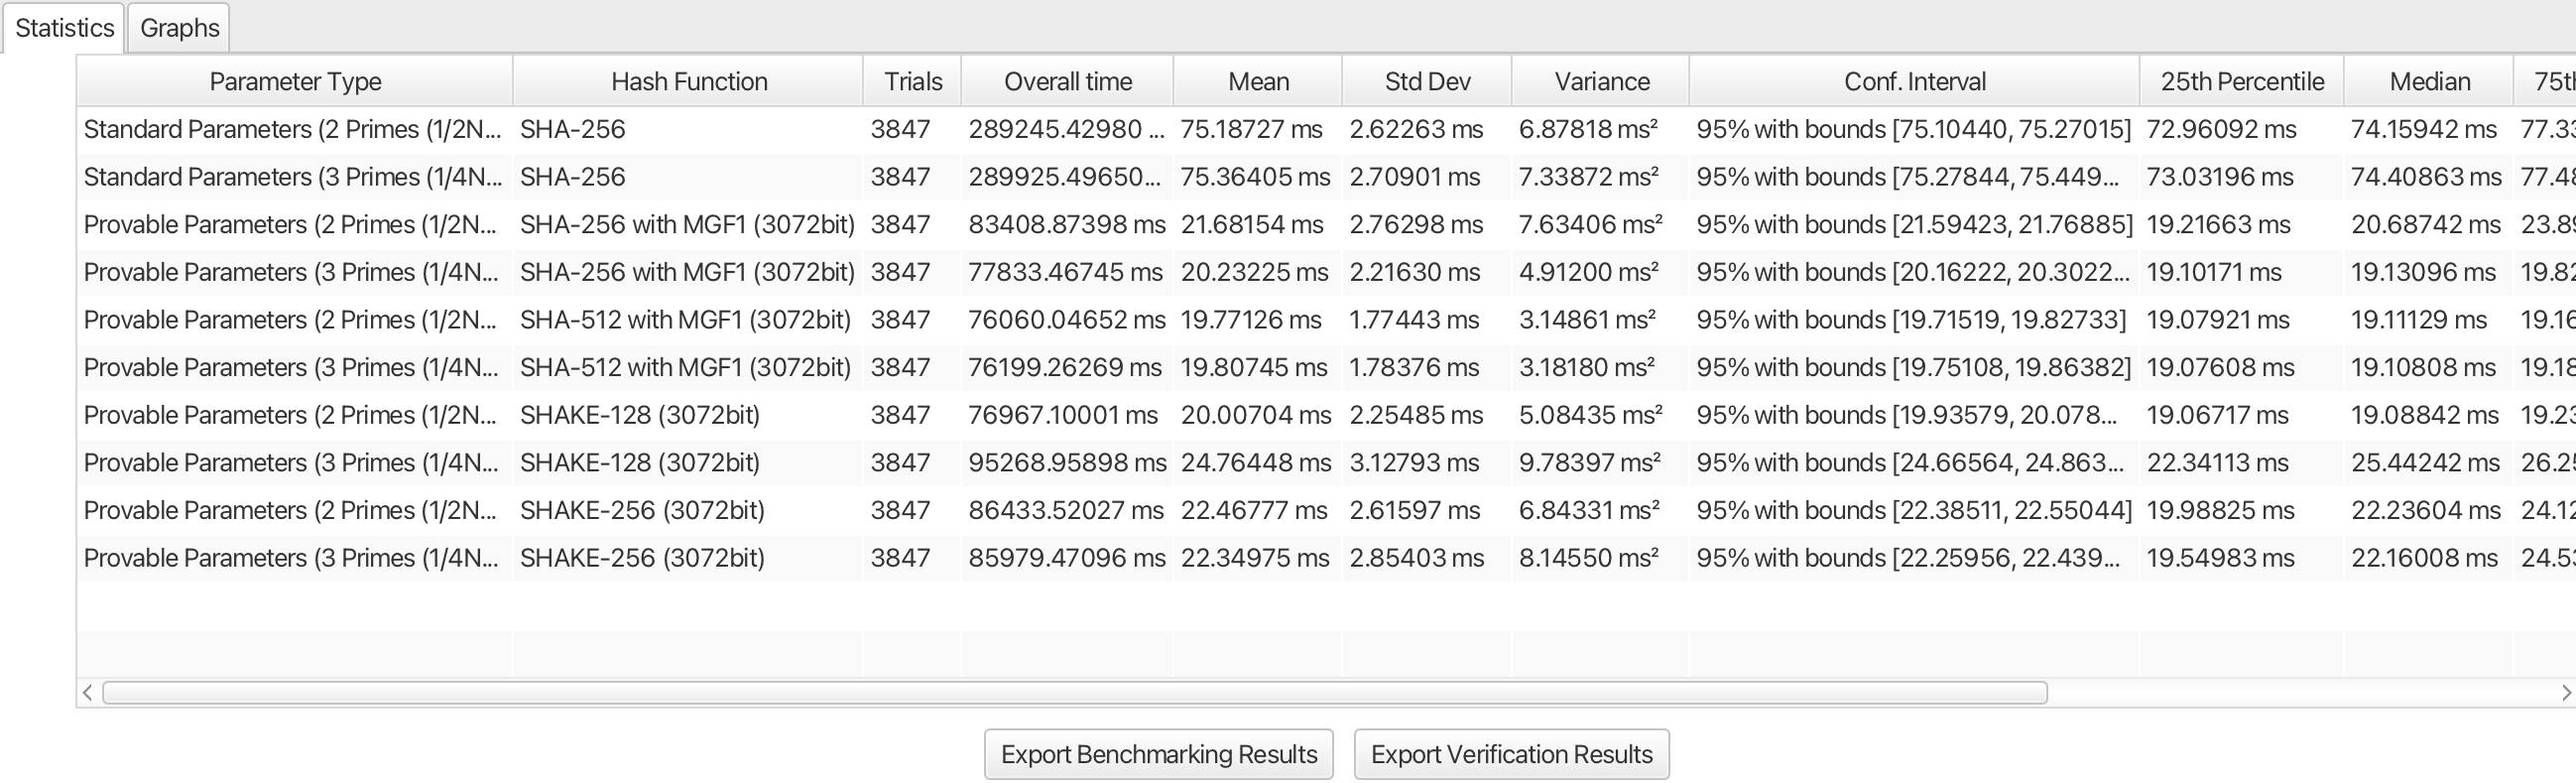 Statistics Graphs
Parameter Type Hash Function Trials Overall time Mean Std Dev Variance Conf. Interval 25th Percentile Median 75th
Standard Parameters (2 Primes (1/2N... SHA-256 3847 289245.42980 ... 75.18727 ms 2.62263 ms 6.87818 ms² 95% with bounds [75.10440, 75.27015] 72.96092 ms 74.15942 ms 77.33
Standard Parameters (3 Primes (1/4N... SHA-256 3847 289925.49650... 75.36405 ms 2.70901 ms 7.33872 ms² 95% with bounds [75.27844, 75.449... 73.03196 ms 74.40863 ms 77.48
Provable Parameters (2 Primes (1/2N... SHA-256 with MGF1 (3072bit) 3847 83408.87398 ms 21.68154 ms 2.76298 ms 7.63406 ms² 95% with bounds [21.59423, 21.76885] 19.21663 ms 20.68742 ms 23.89
Provable Parameters (3 Primes (1/4N... SHA-256 with MGF1 (3072bit) 3847 77833.46745 ms 20.23225 ms 2.21630 ms 4.91200 ms² 95% with bounds [20.16222, 20.3022... 19.10171 ms 19.13096 ms 19.82
Provable Parameters (2 Primes (1/2N... SHA-512 with MGF1 (3072bit) 3847 76060.04652 ms 19.77126 ms 1.77443 ms 3.14861 ms² 95% with bounds [19.71519, 19.82733] 19.07921 ms 19.11129 ms 19.16
Provable Parameters (3 Primes (1/4N... SHA-512 with MGF1 (3072bit) 3847 76199.26269 ms 19.80745 ms 1.78376 ms 3.18180 ms² 95% with bounds [19.75108, 19.86382] 19.07608 ms 19.10808 ms 19.18
Provable Parameters (2 Primes (1/2N... SHAKE-128 (3072bit) 3847 76967.10001 ms 20.00704 ms 2.25485 ms 5.08435 ms² 95% with bounds [19.93579, 20.078... 19.06717 ms 19.08842 ms 19.23
Provable Parameters (3 Primes (1/4N... SHAKE-128 (3072bit) 3847 95268.95898 ms 24.76448 ms 3.12793 ms 9.78397 ms² 95% with bounds [24.66564, 24.863... 22.34113 ms 25.44242 ms 26.25
Provable Parameters (2 Primes (1/2N... SHAKE-256 (3072bit) 3847 86433.52027 ms 22.46777 ms 2.61597 ms 6.84331 ms² 95% with bounds [22.38511, 22.55044] 19.98825 ms 22.23604 ms 24.12
Provable Parameters (3 Primes (1/4N... SHAKE-256 (3072bit) 3847 85979.47096 ms 22.34975 ms 2.85403 ms 8.14550 ms² 95% with bounds [22.25956, 22.439... 19.54983 ms 22.16008 ms 24.53
Export Benchmarking Results Export Verification Results